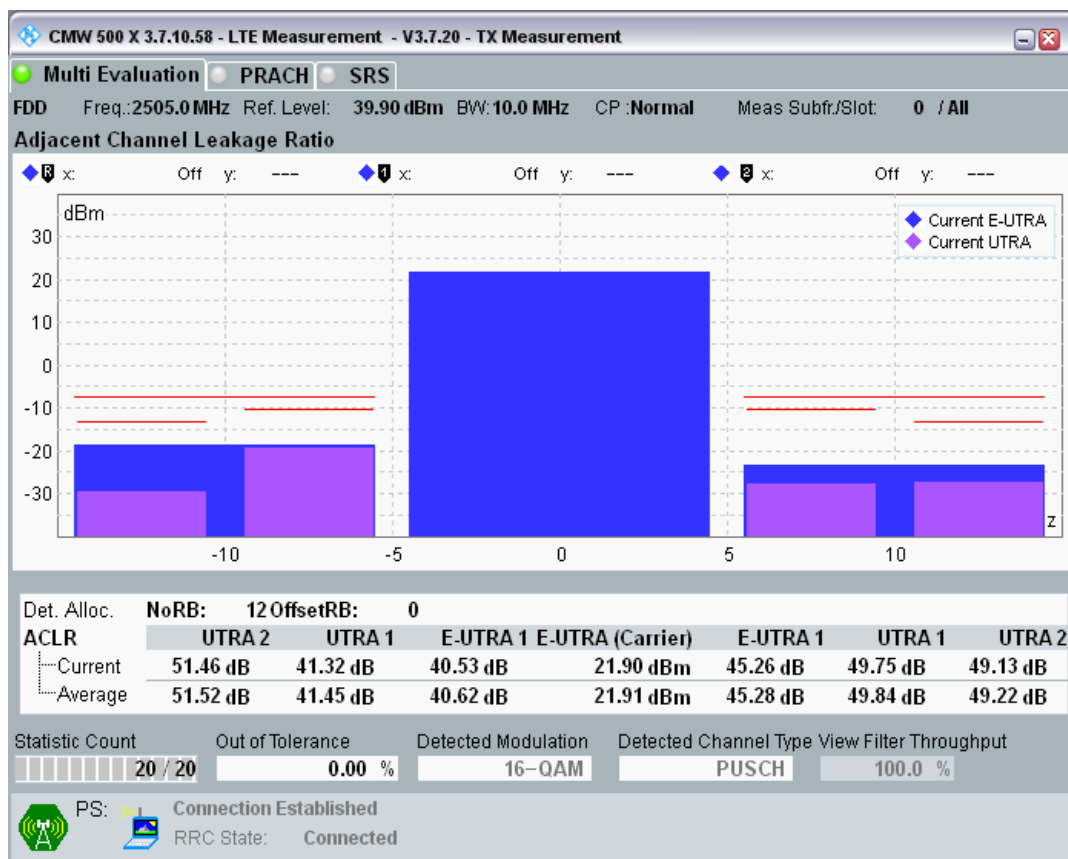 CMW 500 X 3.7.10.58 - LTE Measurement - V3.7.20 - TX Measurement
Multi Evaluation PRACH SRS
FDD Freq.:2505.0 MHz Ref. Level: 39.90 dBm BW: 10.0 MHz CP :Normal Meas Subfr./Slot: 0 / All
Adjacent Channel Leakage Ratio
R x: Off y: --- 1 x: Off y: --- 2 x: Off y: ---
dBm
Current E-UTRA
Current UTRA
30
20
10
0
-10
-20
-30
z
-10 -5 0 5 10
Det. Alloc. NoRB: 12 OffsetRB: 0
ACLR UTRA 2 UTRA 1 E-UTRA 1 E-UTRA (Carrier) E-UTRA 1 UTRA 1 UTRA 2
Current 51.46 dB 41.32 dB 40.53 dB 21.90 dBm 45.26 dB 49.75 dB 49.13 dB
Average 51.52 dB 41.45 dB 40.62 dB 21.91 dBm 45.28 dB 49.84 dB 49.22 dB
Statistic Count Out of Tolerance Detected Modulation Detected Channel Type View Filter Throughput
20 / 20 0.00 % 16-QAM PUSCH 100.0 %
PS: Connection Established
RRC State: Connected